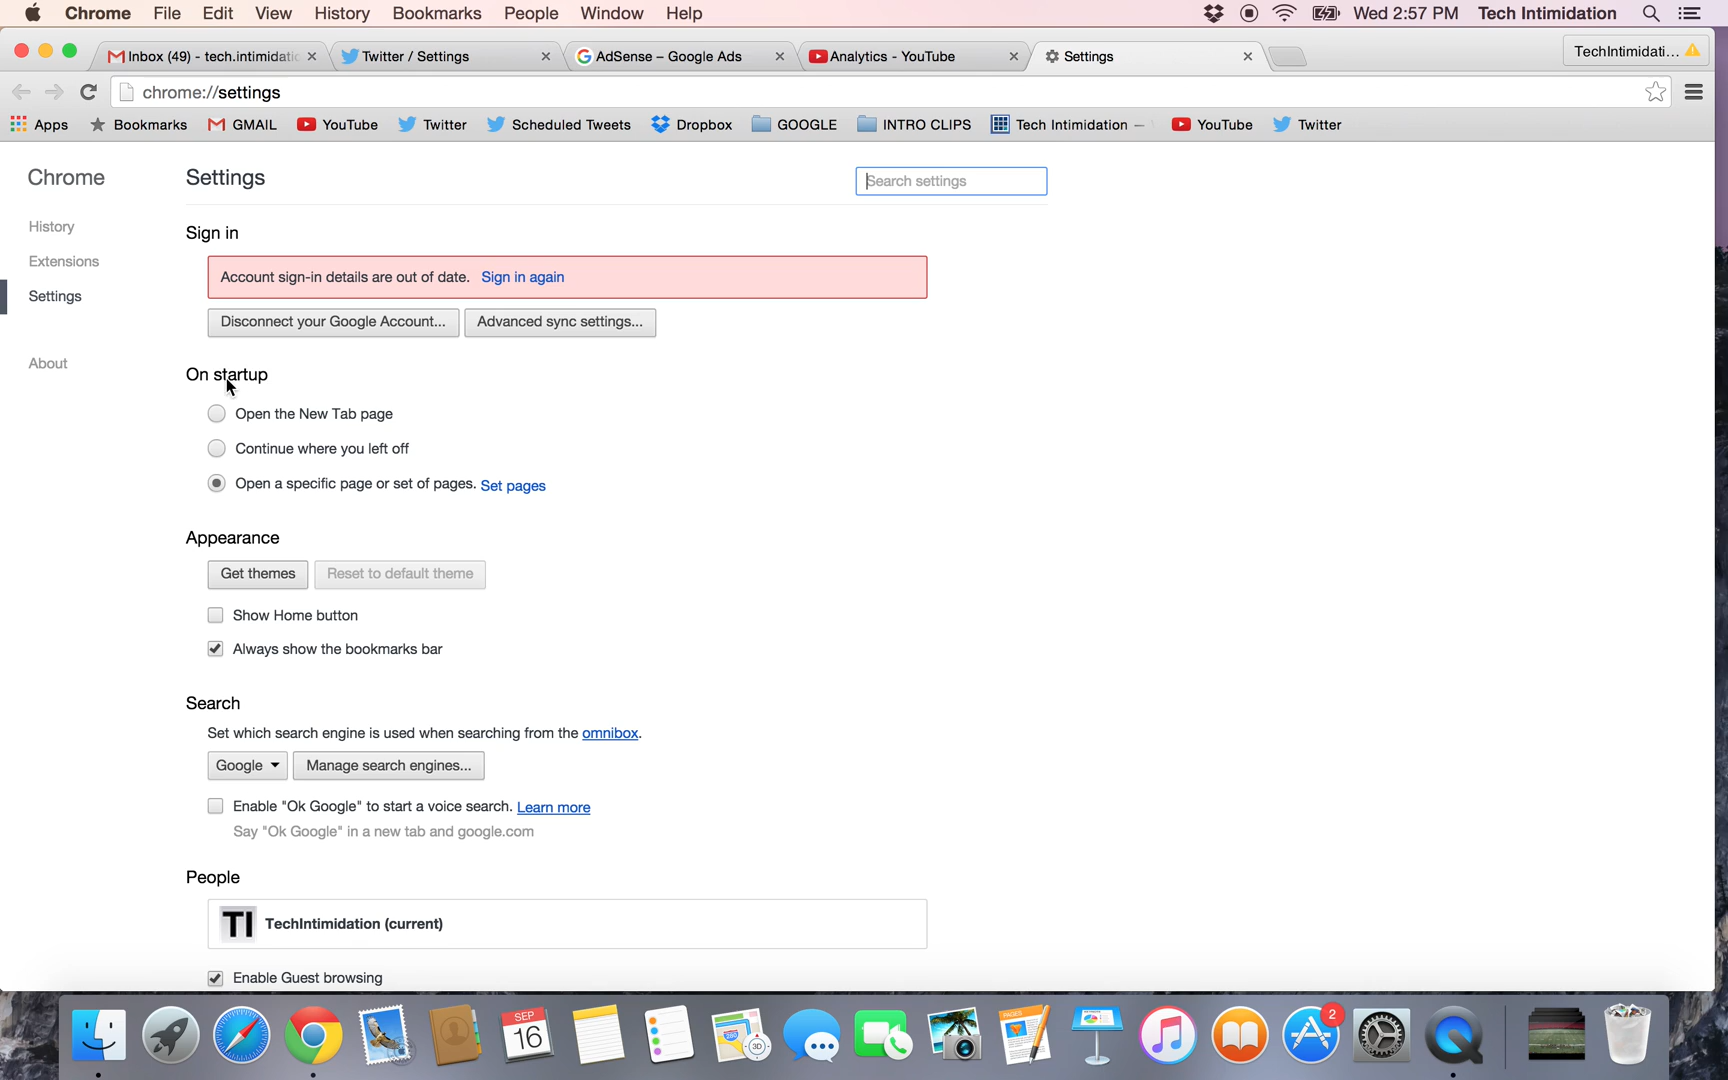 Chrome File Edit View History Bookmarks People Window Help Wed 2:57 PM Tech Intimidation
Inbox (49) - tech.intimidatio Twitter / Settings AdSense – Google Ads Analytics - YouTube Settings TechIntimidati...
chrome://settings
Apps Bookmarks GMAIL YouTube Twitter Scheduled Tweets Dropbox GOOGLE INTRO CLIPS Tech Intimidation – YouTube Twitter
Chrome Settings Search settings
History
Extensions
Settings
About
Sign in
Account sign-in details are out of date. Sign in again
Disconnect your Google Account... Advanced sync settings...
On startup
Open the New Tab page
Continue where you left off
Open a specific page or set of pages. Set pages
Appearance
Get themes Reset to default theme
Show Home button
Always show the bookmarks bar
Search
Set which search engine is used when searching from the omnibox.
Google Manage search engines...
Enable "Ok Google" to start a voice search. Learn more
Say "Ok Google" in a new tab and google.com
People
TI TechIntimidation (current)
Enable Guest browsing
SEP
16
3D
2